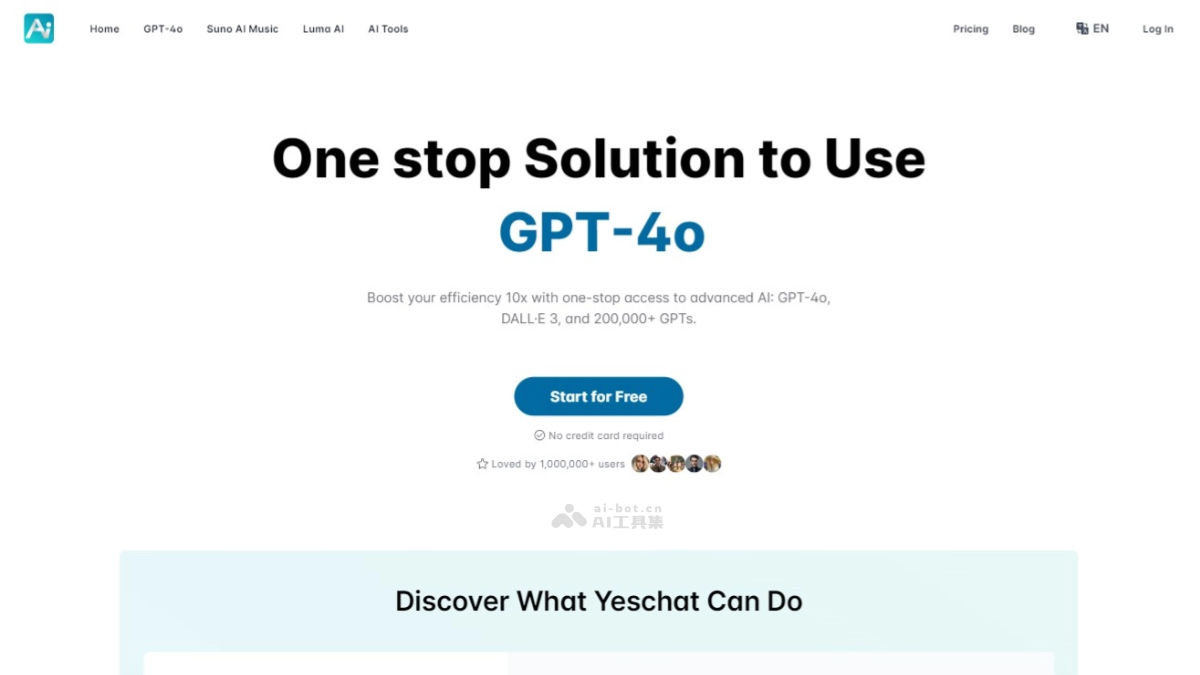 Ai
Home GPT-4o Suno AI Music Luma AI AI Tools Pricing Blog EN Log In
One stop Solution to Use
GPT-4o
Boost your efficiency 10x with one-stop access to advanced AI: GPT-4o,
DALL·E 3, and 200,000+ GPTs.
Start for Free
No credit card required
Loved by 1,000,000+ users
ai-bot.cn
AI工具集
Discover What Yeschat Can Do